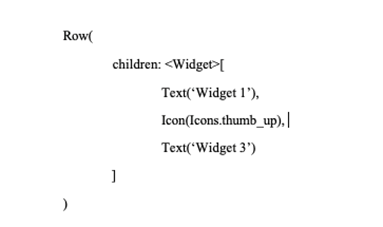 Row(
children: <Widget>[
Text(‘Widget 1’),
Icon(Icons.thumb_up),
Text(‘Widget 3’)
]
)